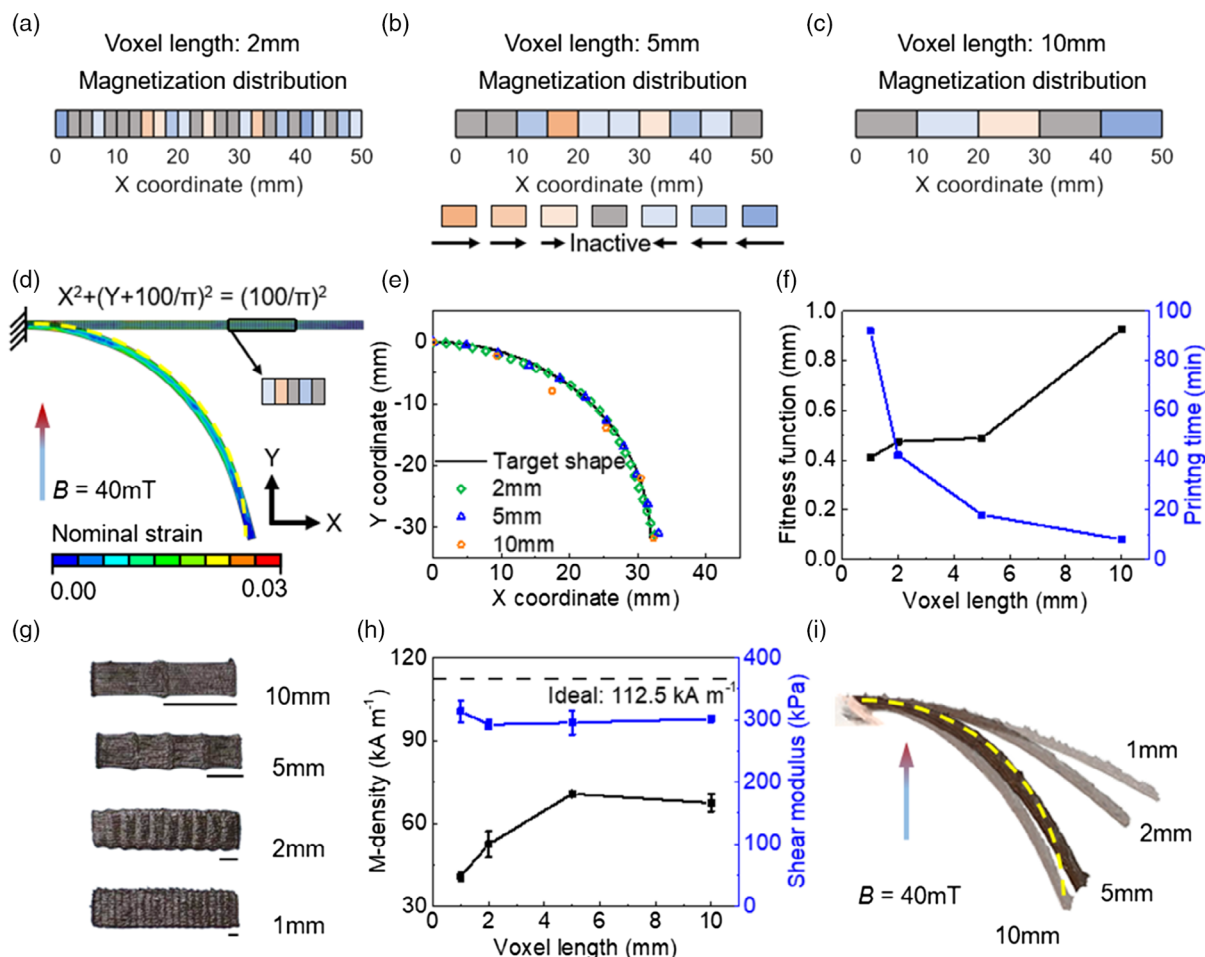 (a)
Voxel length: 2mm
Magnetization distribution
0 10 20 30 40 50
X coordinate (mm)
(b)
Voxel length: 5mm
Magnetization distribution
0 10 20 30 40 50
X coordinate (mm)
Inactive
(c)
Voxel length: 10mm
Magnetization distribution
0 10 20 30 40 50
X coordinate (mm)
(d)
X²+(Y+100/π)² = (100/π)²
B = 40mT
Y
X
Nominal strain
0.00 0.03
(e)
Y coordinate (mm)
0
-10
-20
-30
Target shape
2mm
5mm
10mm
0 10 20 30 40
X coordinate (mm)
(f)
Fitness function (mm)
1.0
0.8
0.6
0.4
0.2
0.0
0 2 4 6 8 10
Voxel length (mm)
100
80
60
40
20
0
Printng time (min)
(g)
10mm
5mm
2mm
1mm
(h)
M-density (kA m⁻¹)
120
90
60
30
Ideal: 112.5 kA m⁻¹
0 2 4 6 8 10
Voxel length (mm)
400
300
200
100
0
Shear modulus (kPa)
(i)
1mm
2mm
5mm
10mm
B = 40mT